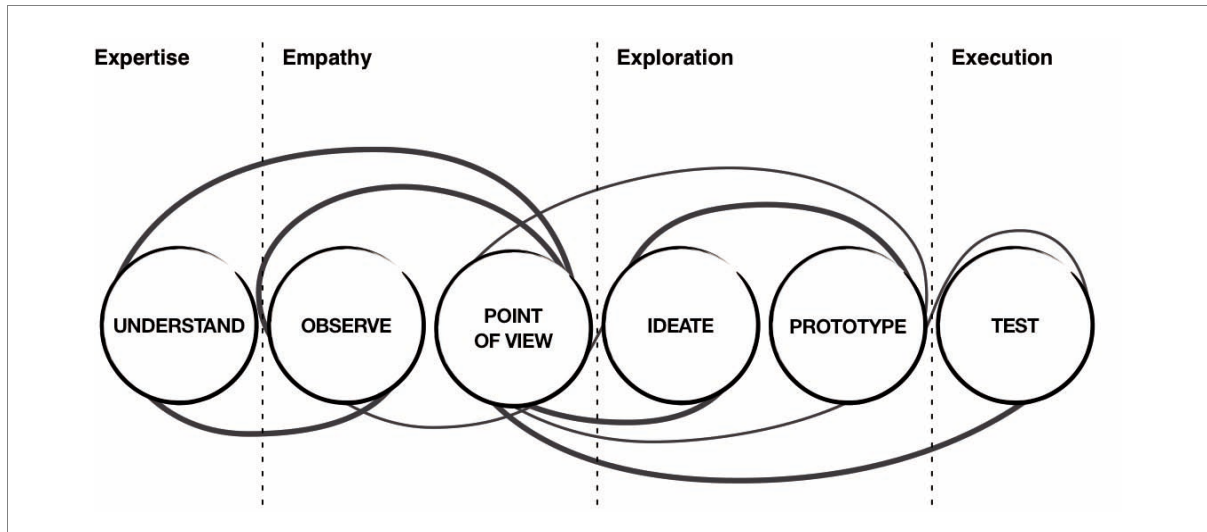 Expertise
Empathy
Exploration
Execution
UNDERSTAND
OBSERVE
POINT
OF VIEW
IDEATE
PROTOTYPE
TEST